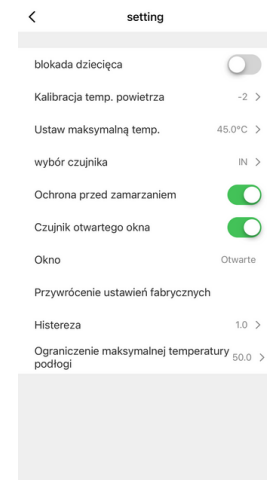 setting
blokada dziecięca
Kalibracja temp. powietrza -2
Ustaw maksymalną temp. 45.0°C
wybór czujnika IN
Ochrona przed zamarzaniem
Czujnik otwartego okna
Okno Otwarte
Przywrócenie ustawień fabrycznych
Histereza 1.0
Ograniczenie maksymalnej temperatury 50.0
podłogi